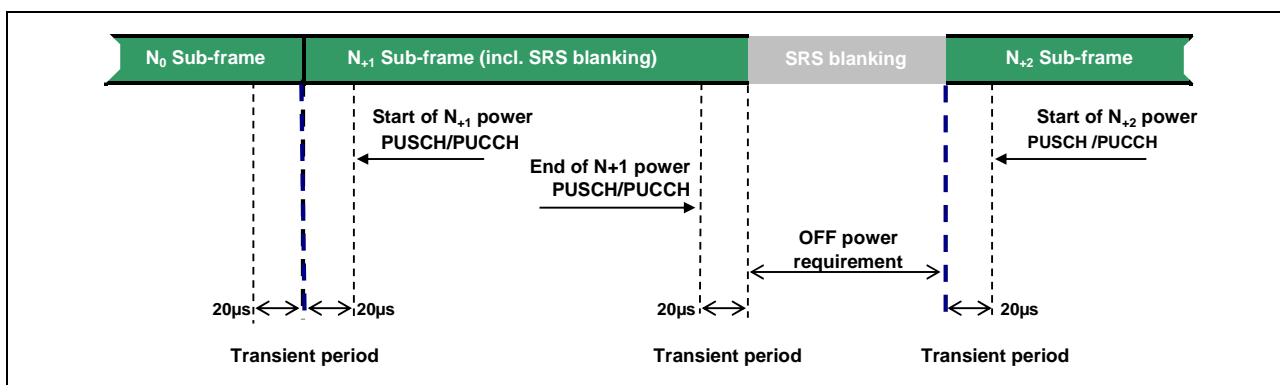 N0 Sub-frame
N+1 Sub-frame (incl. SRS blanking)
SRS blanking
N+2 Sub-frame
Start of N+1 power
PUSCH/PUCCH
End of N+1 power
PUSCH/PUCCH
Start of N+2 power
PUSCH /PUCCH
OFF power
requirement
20µs
20µs
20µs
20µs
Transient period
Transient period
Transient period